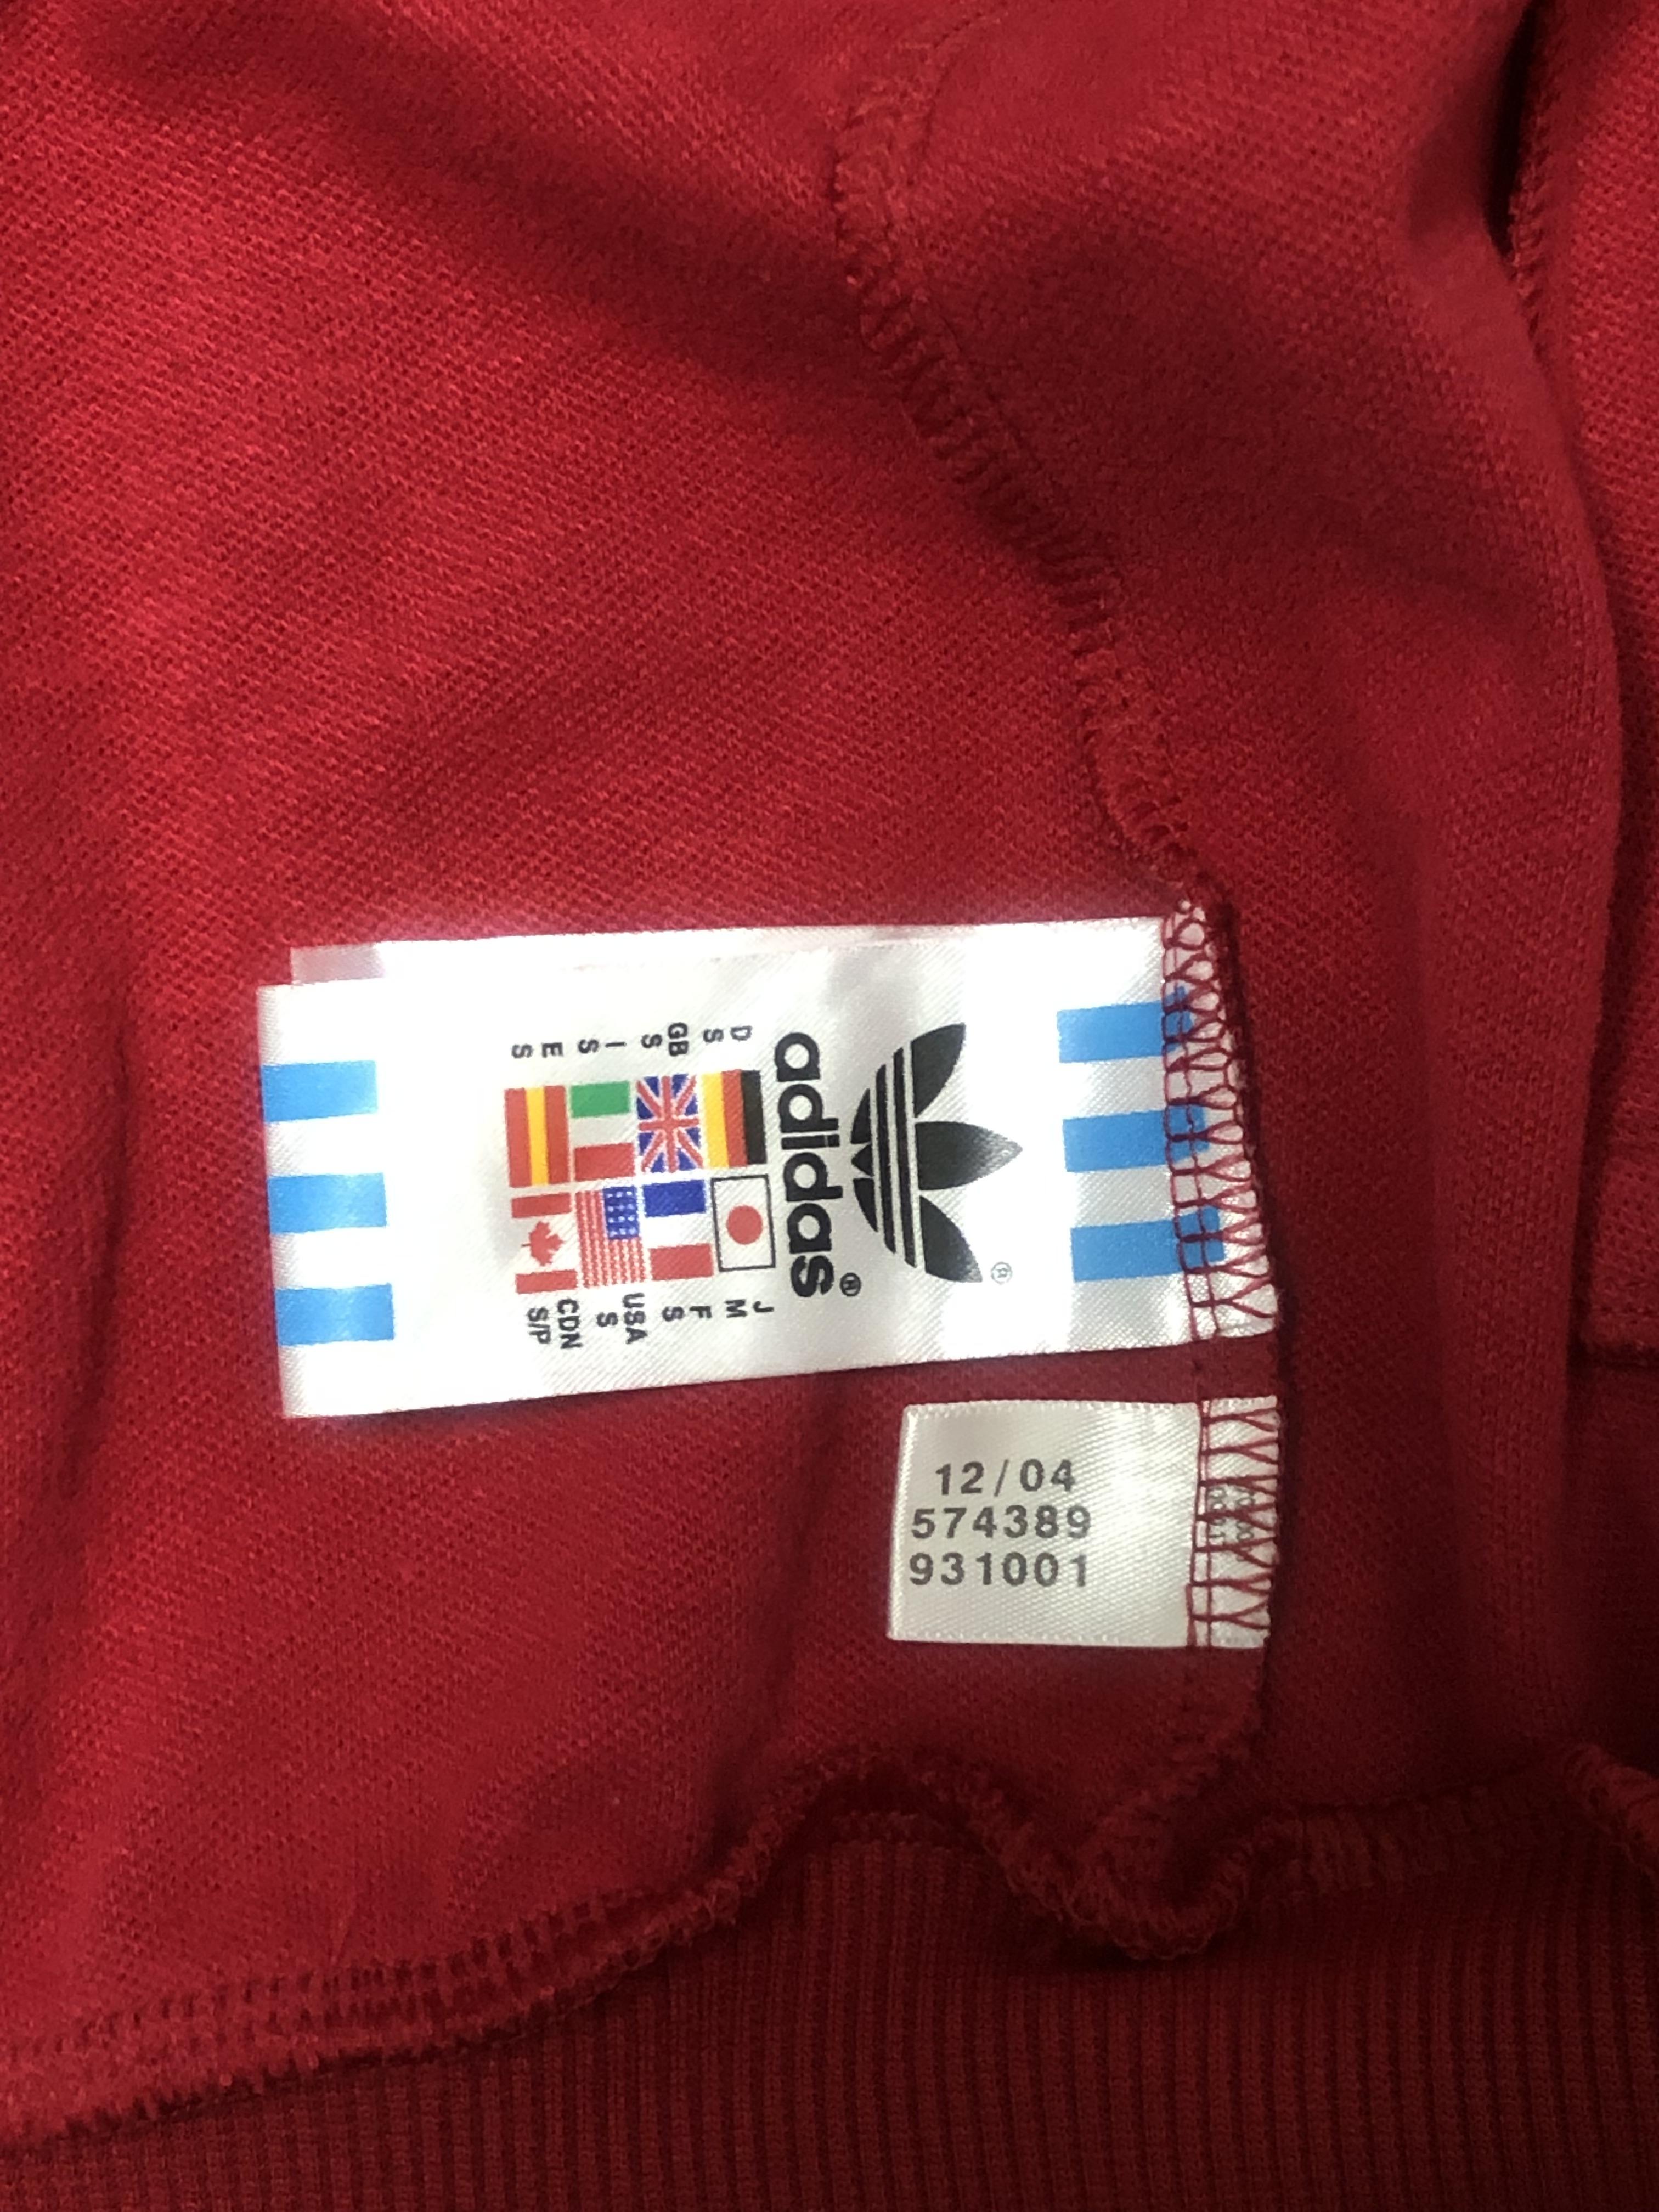 ®
adidas®
D
S
J
M
GB
S
F
S
I
S
USA
S
E
S
CDN
S/P
12/04
574389
931001